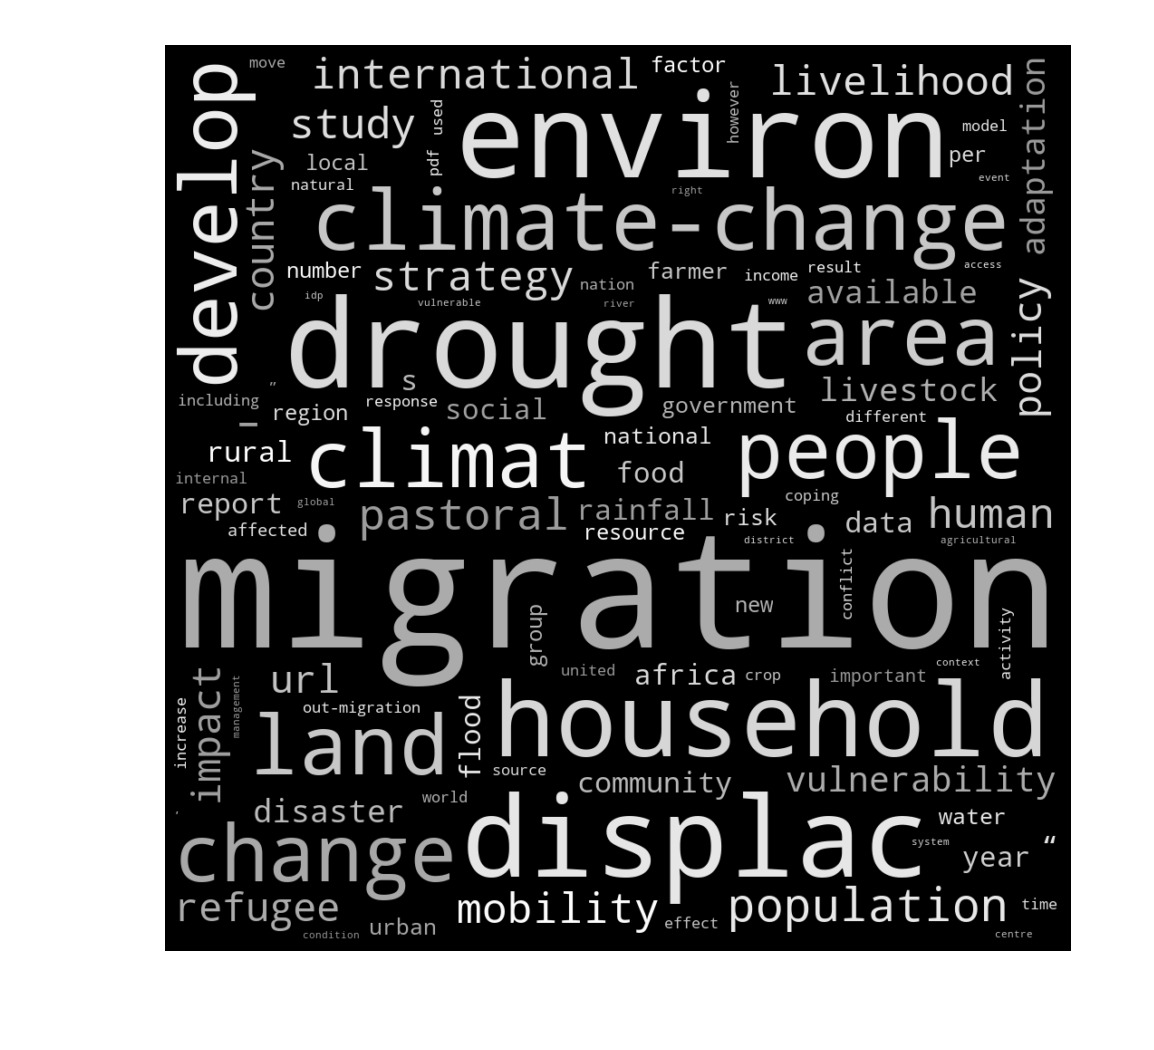 move
international
factor
livelihood
develop
study
used
however
environ
model
adaptation
country
local
pdf
per
natural
right
event
climate-change
number
strategy
nation
farmer
income
result
access
idp
vulnerable
river
www
available
policy
drought
area
”
s
livestock
including
–
region
response
social
government
different
rural
climat
national
people
internal
food
report
global
pastoral
rainfall
coping
human
affected
resource
risk
data
district
agricultural
migration
conflict
new
group
activity
url
united
africa
crop
important
context
impact
management
increase
out-migration
flood
household
land
source
community
vulnerability
disaster
world
displac
water
change
system
year
“
refugee
mobility
population
time
urban
effect
condition
centre